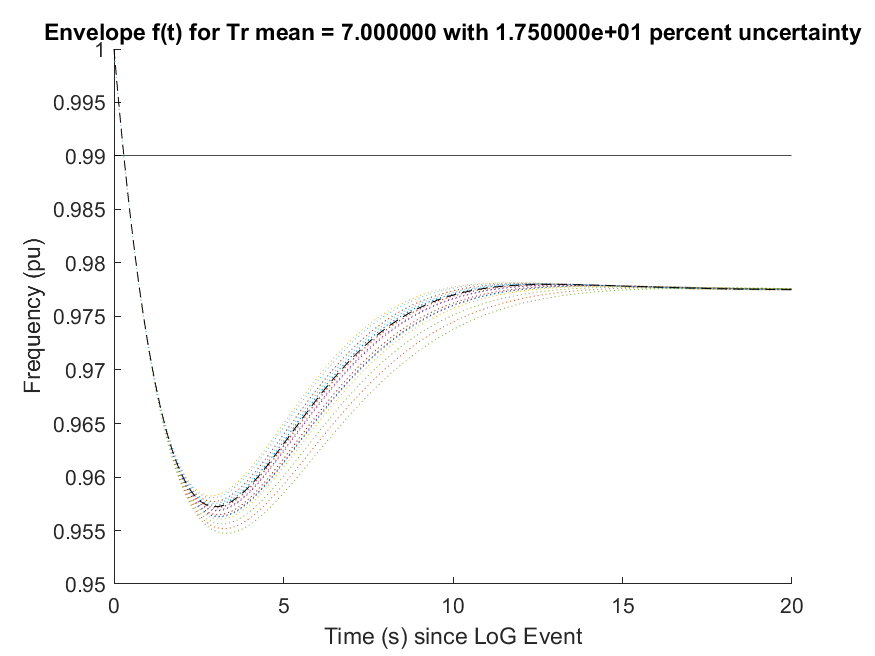 Envelope f(t) for Tr mean = 7.000000 with 1.750000e+01 percent uncertainty
1
0.995
0.99
0.985
0.98
0.975
0.97
0.965
0.96
0.955
0.95
Frequency (pu)
0 5 10 15 20
Time (s) since LoG Event